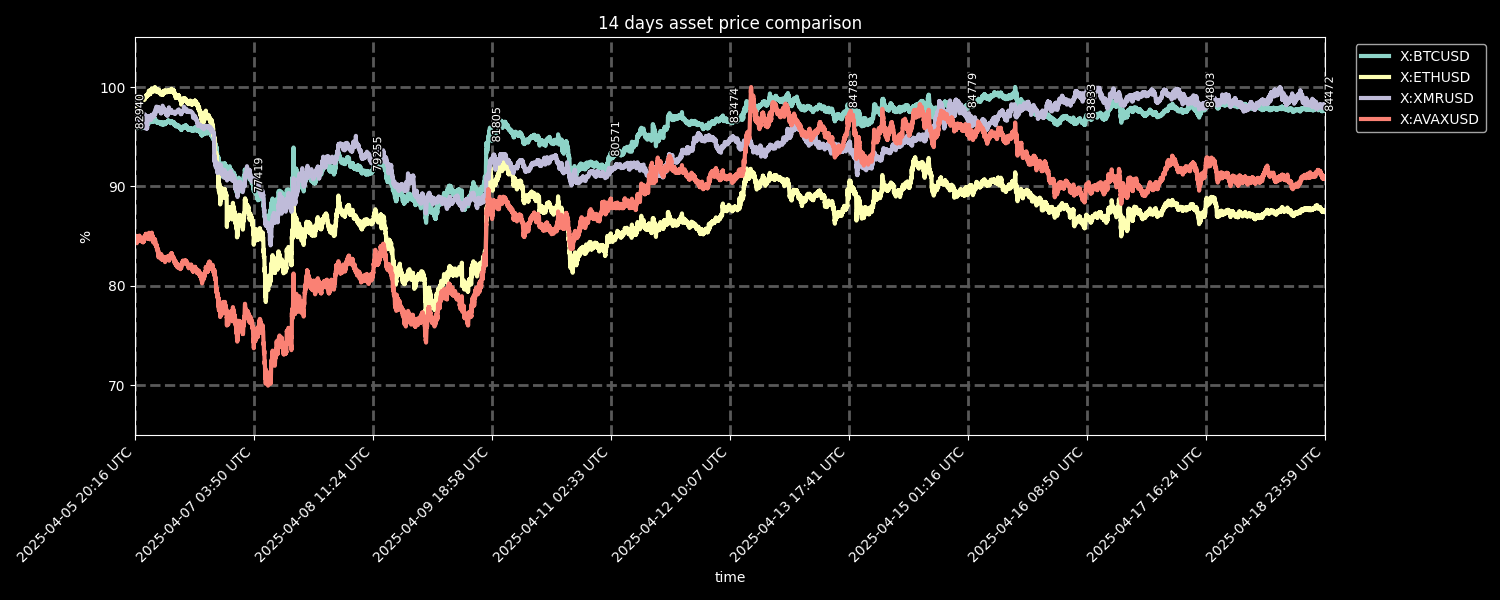 14 days asset price comparison
X:BTCUSD
X:ETHUSD
X:XMRUSD
X:AVAXUSD
100
90
80
70
%
82940
77419
79255
81805
80571
83474
84783
84779
83833
84803
84472
2025-04-05 20:16 UTC
2025-04-07 03:50 UTC
2025-04-08 11:24 UTC
2025-04-09 18:58 UTC
2025-04-11 02:33 UTC
2025-04-12 10:07 UTC
2025-04-13 17:41 UTC
2025-04-15 01:16 UTC
2025-04-16 08:50 UTC
2025-04-17 16:24 UTC
2025-04-18 23:59 UTC
time